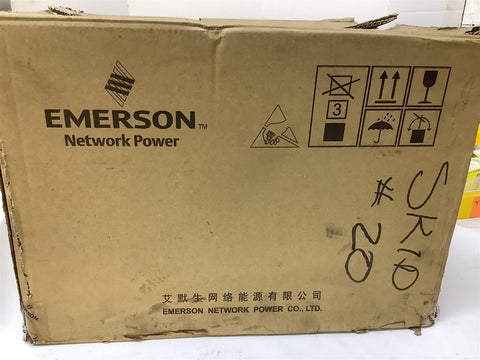 EMERSON™
Network Power
3
SKID
# 20
艾默生网络能源有限公司
EMERSON NETWORK POWER CO., LTD.